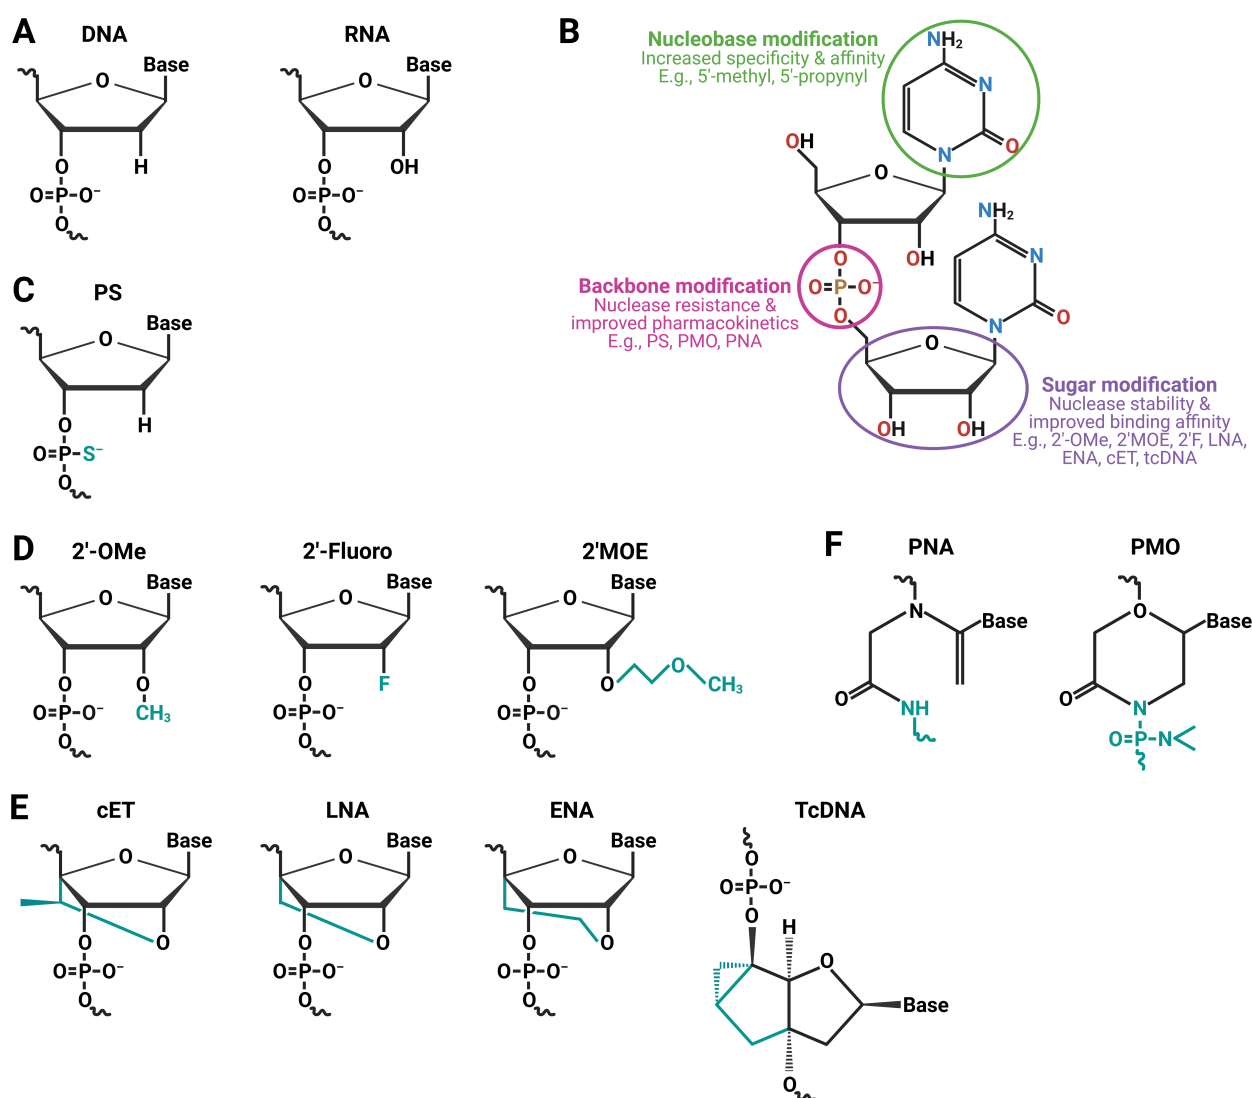 A
DNA
Base
O
O
H
O=P-O⁻
O
RNA
Base
O
O
OH
O=P-O⁻
O
B
Nucleobase modification
Increased specificity & affinity
E.g., 5'-methyl, 5'-propynyl
NH₂
N
O
N
OH
O
O
OH
O=P-O⁻
O
NH₂
N
O
N
Backbone modification
Nuclease resistance &
improved pharmacokinetics
E.g., PS, PMO, PNA
O
OH
OH
Sugar modification
Nuclease stability &
improved binding affinity
E.g., 2'-OMe, 2'MOE, 2'F, LNA,
ENA, cET, tcDNA
C
PS
Base
O
O
H
O=P-S⁻
O
D
2'-OMe
Base
O
O
O
O=P-O⁻
CH₃
O
2'-Fluoro
Base
O
O
F
O=P-O⁻
O
2'MOE
Base
O
O
O
O
CH₃
O=P-O⁻
O
F
PNA
N
Base
O
NH
PMO
O
Base
O
N
O=P-N
E
cET
Base
O
O
O
O=P-O⁻
O
LNA
Base
O
O
O
O=P-O⁻
O
ENA
Base
O
O
O
O=P-O⁻
O
TcDNA
O
O=P-O⁻
O
H
O
Base
O